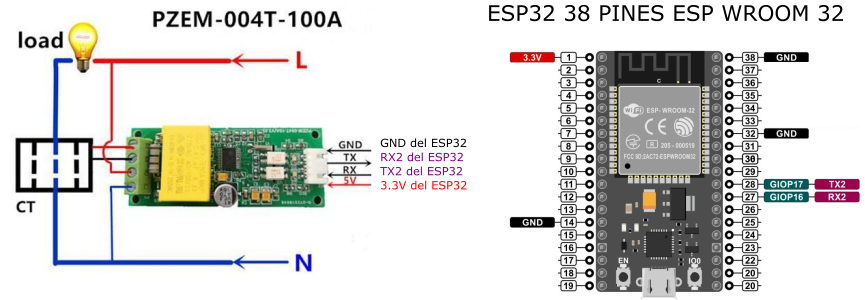 PZEM-004T-100A
load
L
GND
TX
RX
5V
GND del ESP32
RX2 del ESP32
TX2 del ESP32
3.3V del ESP32
CT
N
ESP32 38 PINES ESP WROOM 32
3.3V 1
2
3
4
5
6
7
8
9
10
11
12
13
GND 14
15
16
17
18
19
WiFi ESP-WROOM-32
CE
R 205-000519
FCC ID:2AC72-ESPWROOM32
EN
IO0
38 GND
37
36
35
34
33
32 GND
31
30
29
28 GIOP17 TX2
27 GIOP16 RX2
26
25
24
23
22
20